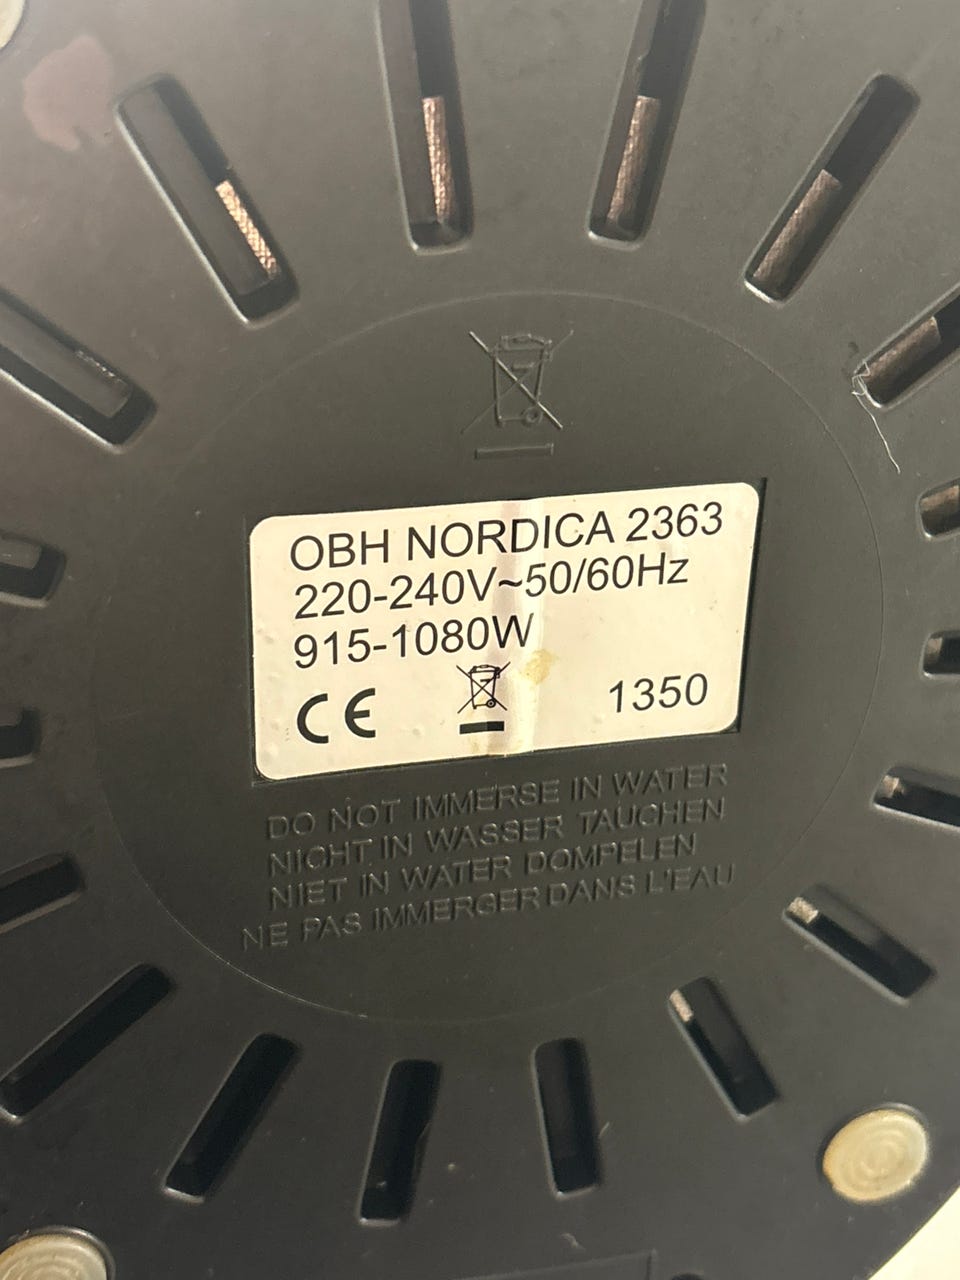 OBH NORDICA 2363
220-240V~50/60Hz
915-1080W
CE 1350
DO NOT IMMERSE IN WATER
NICHT IN WASSER TAUCHEN
NIET IN WATER DOMPELEN
NE PAS IMMERGER DANS L'EAU